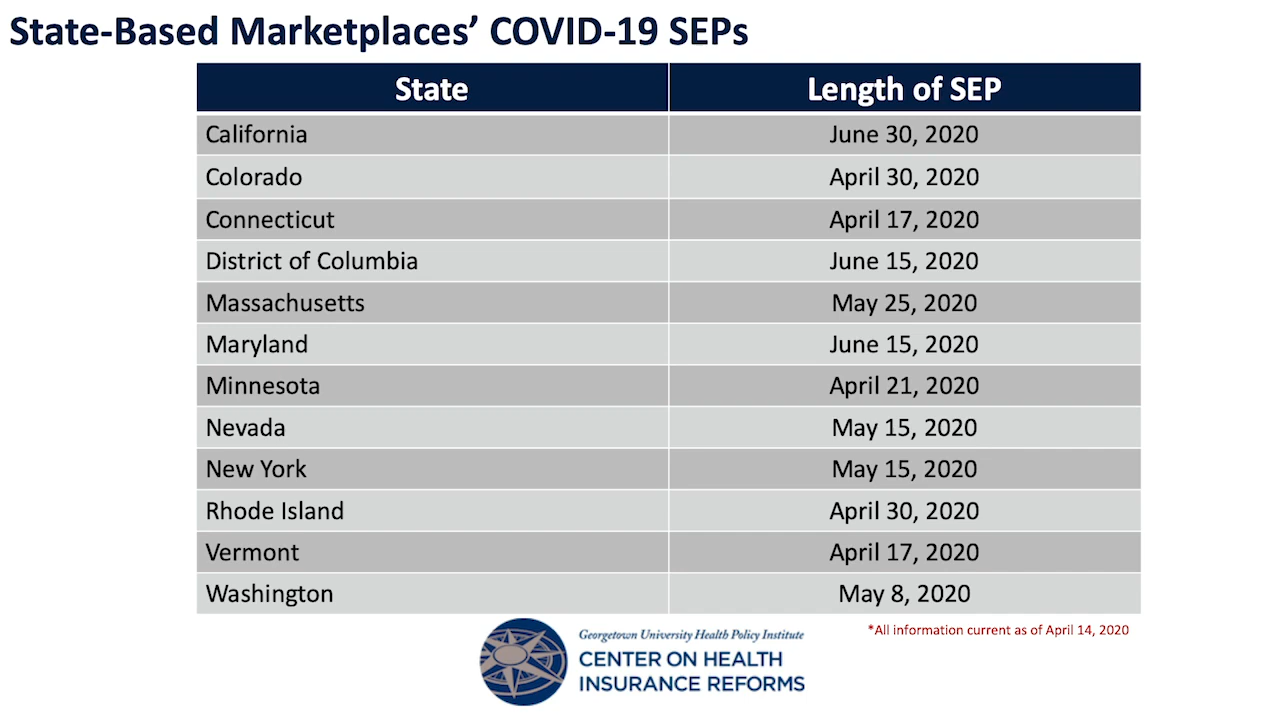 State-Based Marketplaces’ COVID-19 SEPs
State Length of SEP
California June 30, 2020
Colorado April 30, 2020
Connecticut April 17, 2020
District of Columbia June 15, 2020
Massachusetts May 25, 2020
Maryland June 15, 2020
Minnesota April 21, 2020
Nevada May 15, 2020
New York May 15, 2020
Rhode Island April 30, 2020
Vermont April 17, 2020
Washington May 8, 2020
*All information current as of April 14, 2020
Georgetown University Health Policy Institute
CENTER ON HEALTH
INSURANCE REFORMS